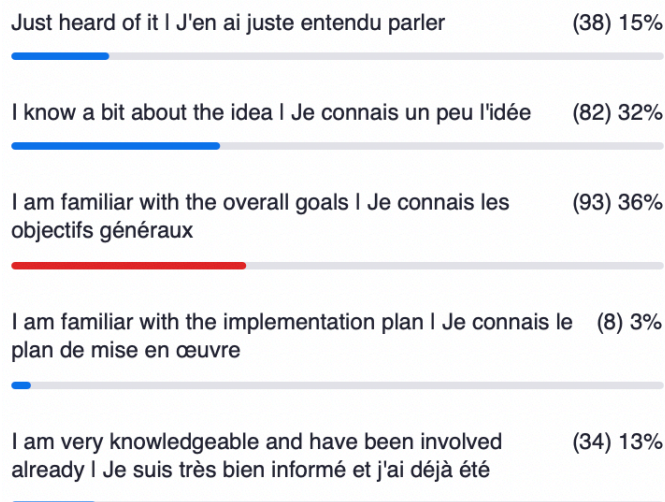 Just heard of it | J'en ai juste entendu parler (38) 15%
I know a bit about the idea | Je connais un peu l'idée (82) 32%
I am familiar with the overall goals | Je connais les (93) 36%
objectifs généraux
I am familiar with the implementation plan | Je connais le (8) 3%
plan de mise en œuvre
I am very knowledgeable and have been involved (34) 13%
already | Je suis très bien informé et j'ai déjà été